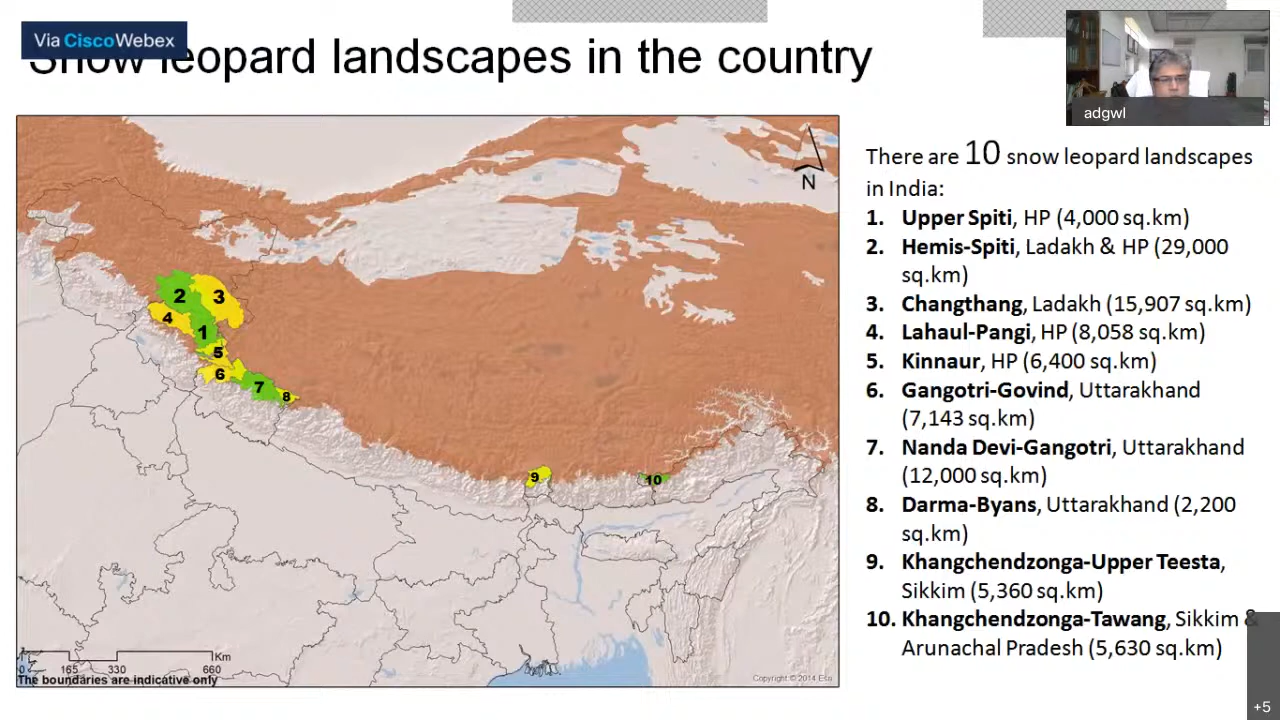 Via Cisco Webex
Snow leopard landscapes in the country
adgwl
N
There are 10 snow leopard landscapes
in India:
1. Upper Spiti, HP (4,000 sq.km)
2. Hemis-Spiti, Ladakh & HP (29,000
sq.km)
3. Changthang, Ladakh (15,907 sq.km)
4. Lahaul-Pangi, HP (8,058 sq.km)
5. Kinnaur, HP (6,400 sq.km)
6. Gangotri-Govind, Uttarakhand
(7,143 sq.km)
7. Nanda Devi-Gangotri, Uttarakhand
(12,000 sq.km)
8. Darma-Byans, Uttarakhand (2,200
sq.km)
9. Khangchendzonga-Upper Teesta,
Sikkim (5,360 sq.km)
10. Khangchendzonga-Tawang, Sikkim &
Arunachal Pradesh (5,630 sq.km)
2 3
4 1
5
6
7
8
9
10
Km
0 165 330 660
The boundaries are indicative only
Copyright © 2014 Esri
+5